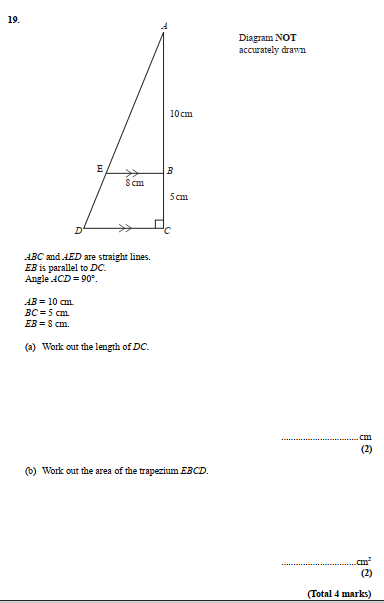 19.
A
Diagram NOT
accurately drawn
10 cm
E
B
8 cm
5 cm
D
C
ABC and AED are straight lines.
EB is parallel to DC.
Angle ACD = 90°.
AB = 10 cm.
BC = 5 cm.
EB = 8 cm.
(a) Work out the length of DC.
..............................cm
(2)
(b) Work out the area of the trapezium EBCD.
..............................cm²
(2)
(Total 4 marks)